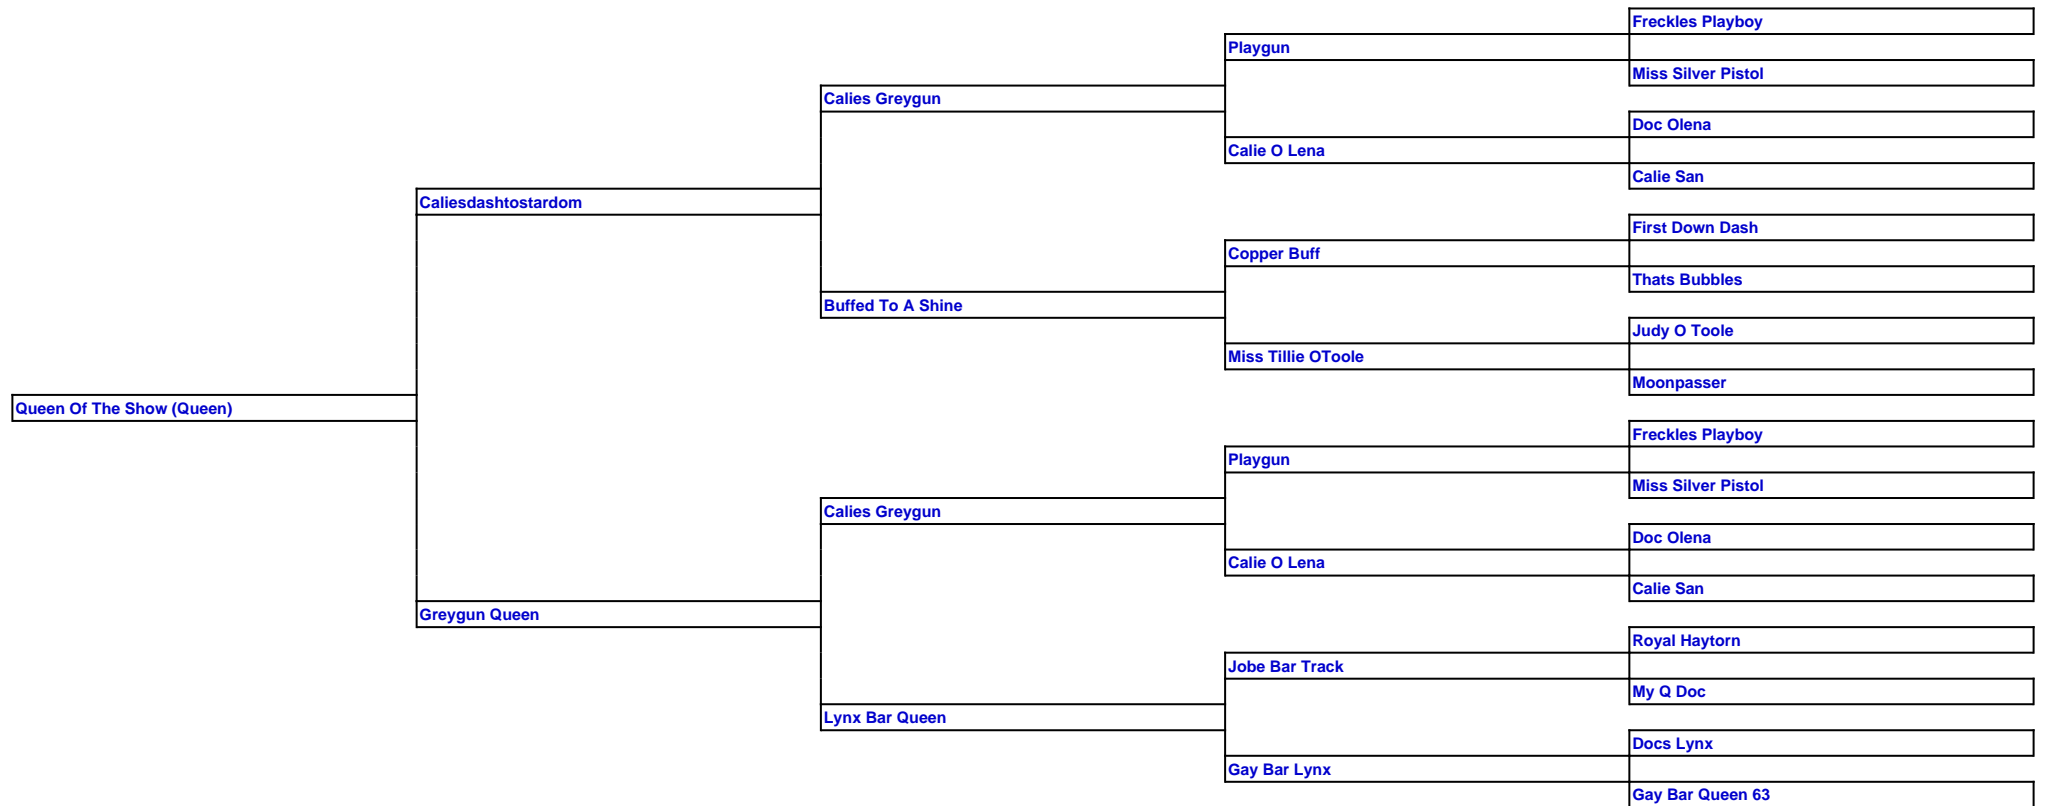 Freckles Playboy
Playgun
Miss Silver Pistol
Calies Greygun
Doc Olena
Calie O Lena
Calie San
Caliesdashtostardom
First Down Dash
Copper Buff
Thats Bubbles
Buffed To A Shine
Judy O Toole
Miss Tillie OToole
Moonpasser
Queen Of The Show (Queen)
Freckles Playboy
Playgun
Miss Silver Pistol
Calies Greygun
Doc Olena
Calie O Lena
Calie San
Greygun Queen
Royal Haytorn
Jobe Bar Track
My Q Doc
Lynx Bar Queen
Docs Lynx
Gay Bar Lynx
Gay Bar Queen 63